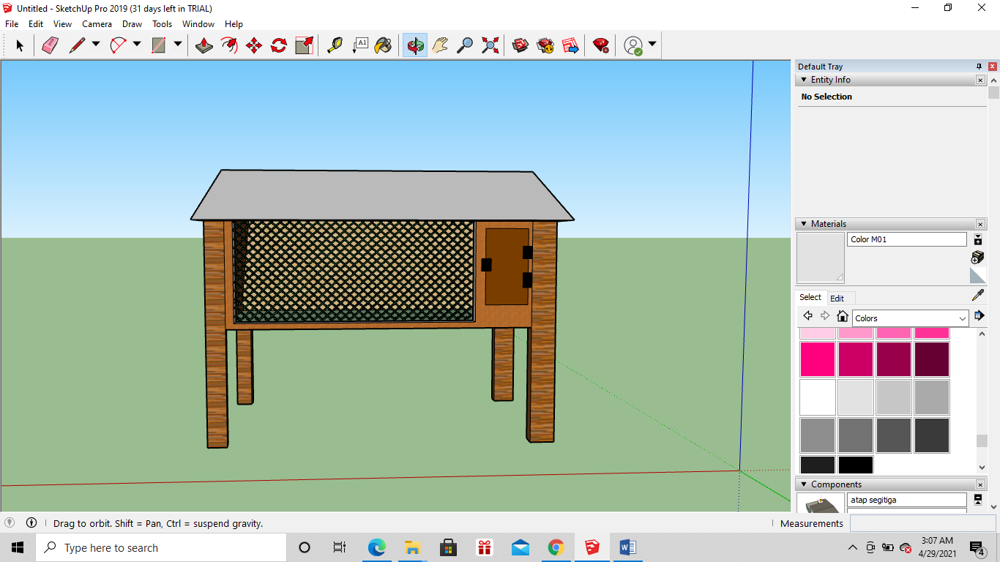 Untitled - SketchUp Pro 2019 (31 days left in TRIAL)
File Edit View Camera Draw Tools Window Help
A1
Default Tray
Entity Info
No Selection
Materials
Color M01
Select Edit
Colors
Components
atap segitiga
Drag to orbit. Shift = Pan, Ctrl = suspend gravity.
Measurements
Type here to search
3:07 AM
4/29/2021
4